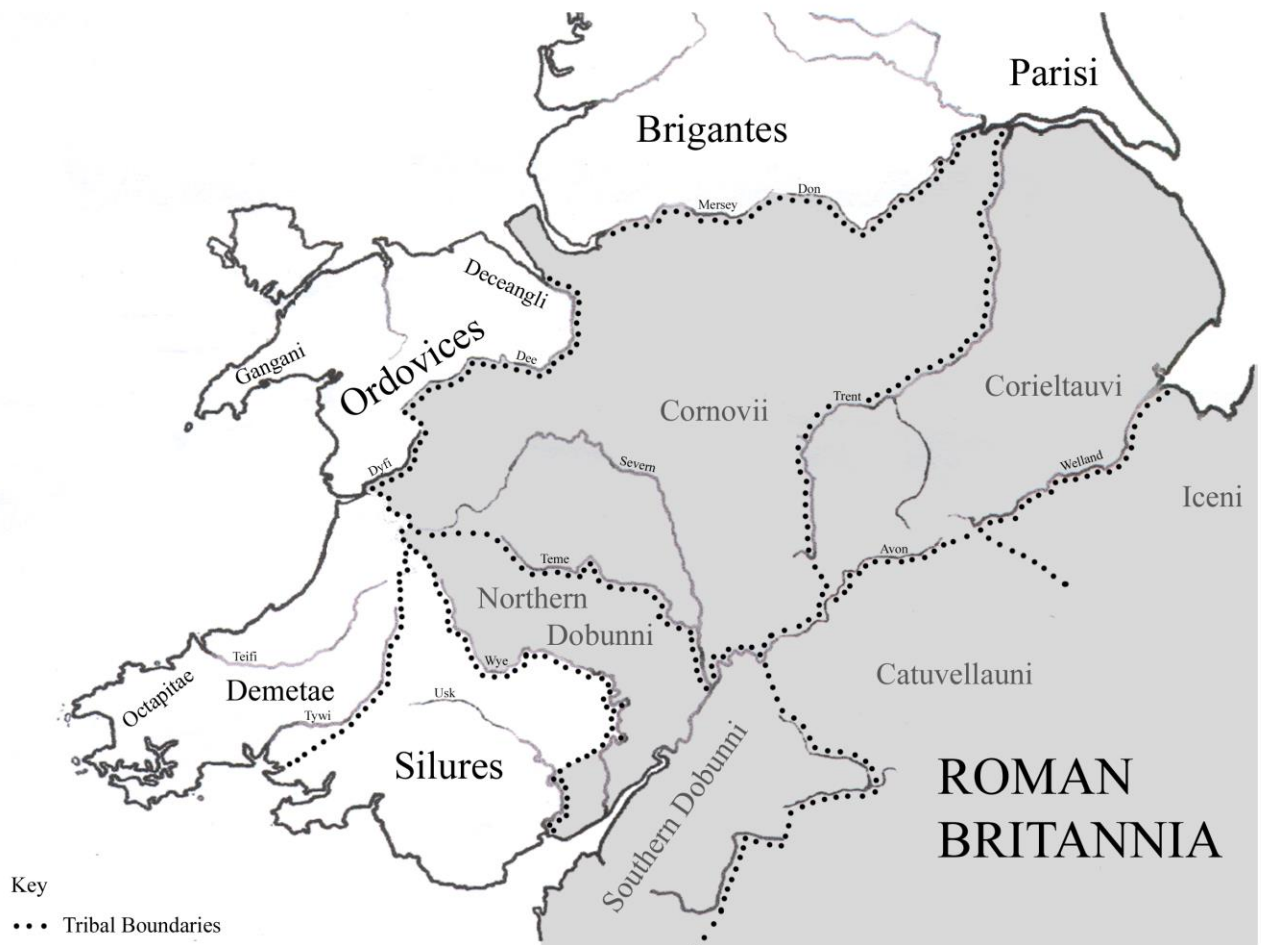 Parisi
Brigantes
Don
Mersey
Deceangli
Gangani
Ordovices
Dee
Cornovii
Corieltauvi
Trent
Dyfi
Severn
Welland
Iceni
Avon
Teme
Northern
Dobunni
Wye
Teifi
Octapitae
Demetae
Tywi
Usk
Silures
Catuvellauni
Southern Dobunni
ROMAN
BRITANNIA
Key
Tribal Boundaries